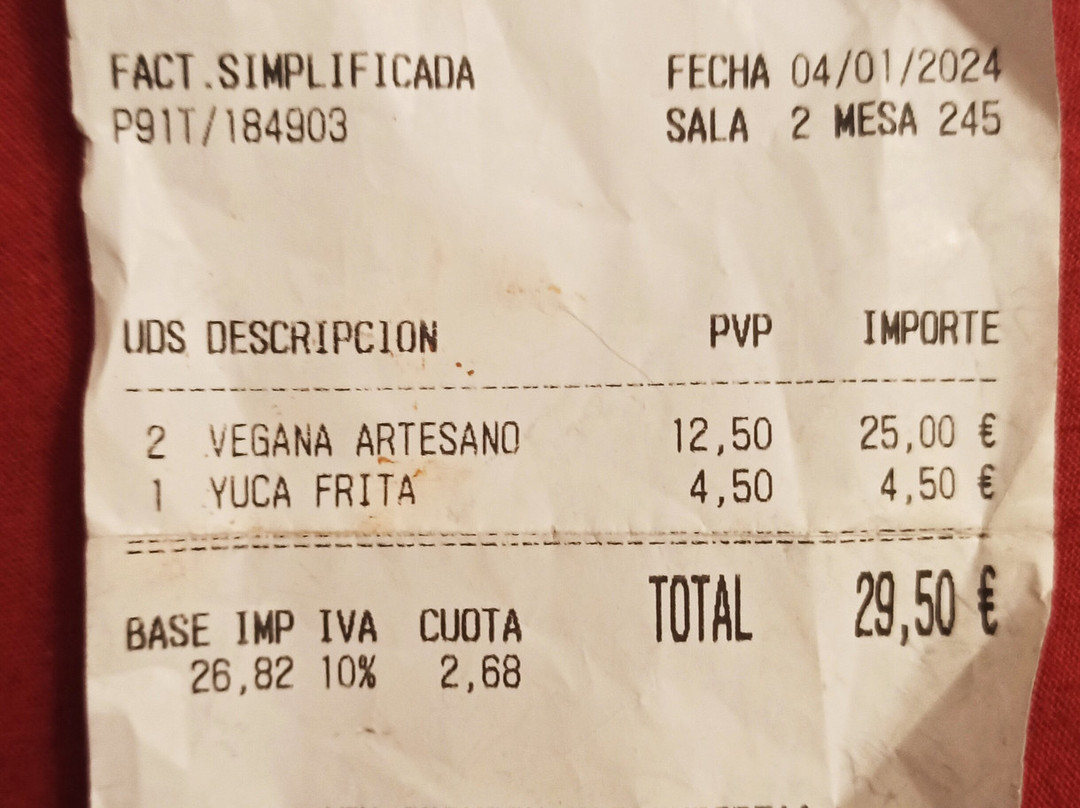 FACT.SIMPLIFICADA FECHA 04/01/2024
P91T/184903 SALA 2 MESA 245
UDS DESCRIPCION PVP IMPORTE
2 VEGANA ARTESANO 12,50 25,00 €
1 YUCA FRITA 4,50 4,50 €
TOTAL 29,50 €
BASE IMP IVA CUOTA
26,82 10% 2,68